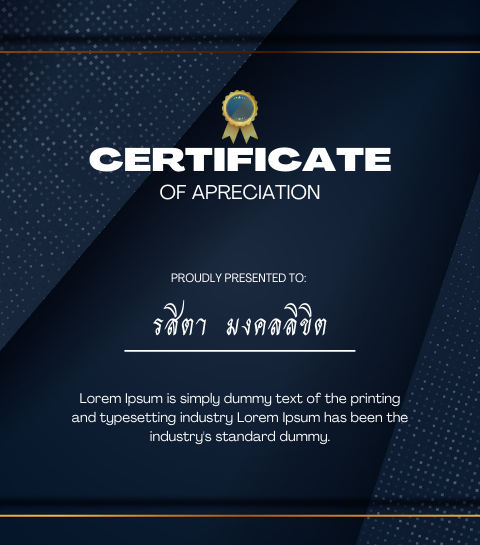 CERTIFICATE
OF APRECIATION
PROUDLY PRESENTED TO:
รสิตา มงคลลิขิต
Lorem Ipsum is simply dummy text of the printing
and typesetting industry Lorem Ipsum has been the
industry's standard dummy.